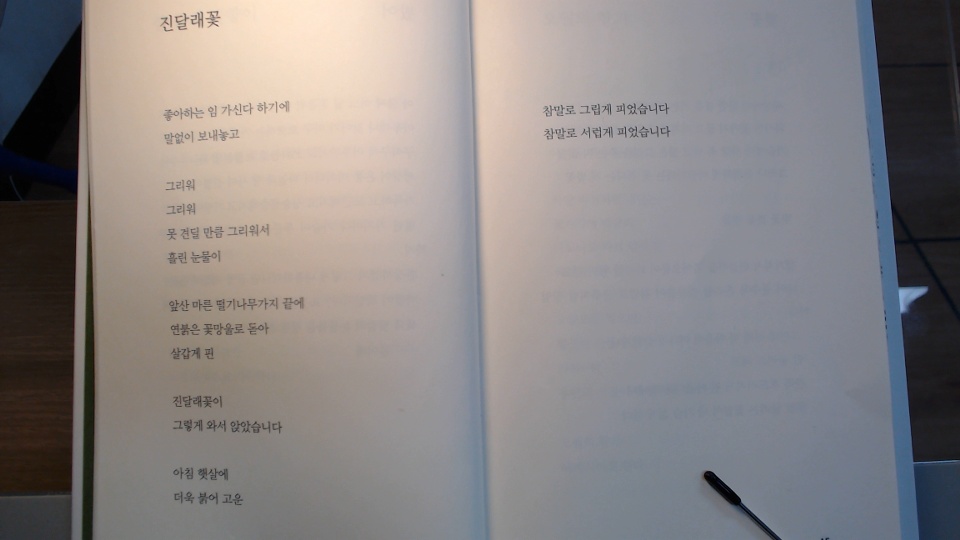 진달래꽃
좋아하는 임 가신다 하기에
말없이 보내놓고
그리워
그리워
못 견딜 만큼 그리워서
흘린 눈물이
앞산 마른 떨기나무가지 끝에
연붉은 꽃망울로 돋아
살갑게 핀
진달래꽃이
그렇게 와서 앉았습니다
아침 햇살에
더욱 붉어 고운
참말로 그립게 피었습니다
참말로 서럽게 피었습니다